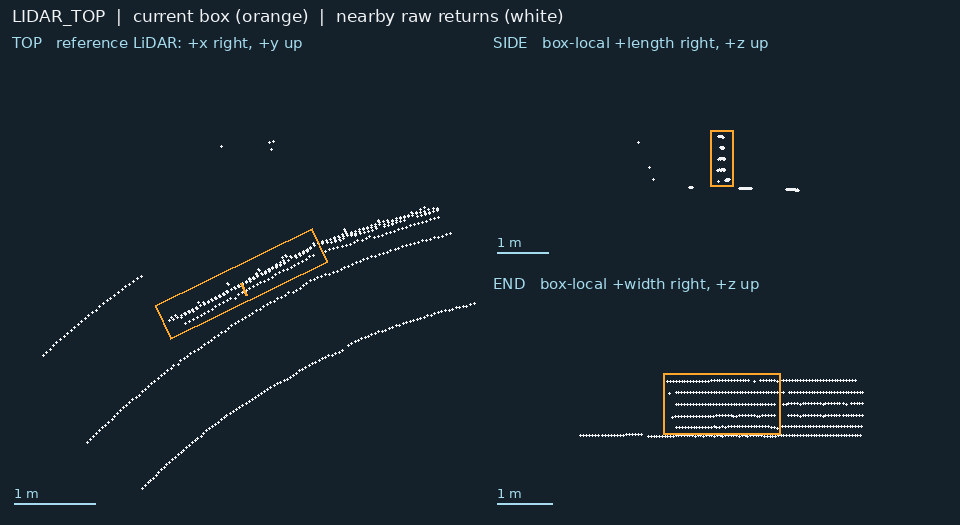 LIDAR_TOP | current box (orange) | nearby raw returns (white)
TOP reference LiDAR: +x right, +y up
SIDE box-local +length right, +z up
1 m
END box-local +width right, +z up
1 m
1 m